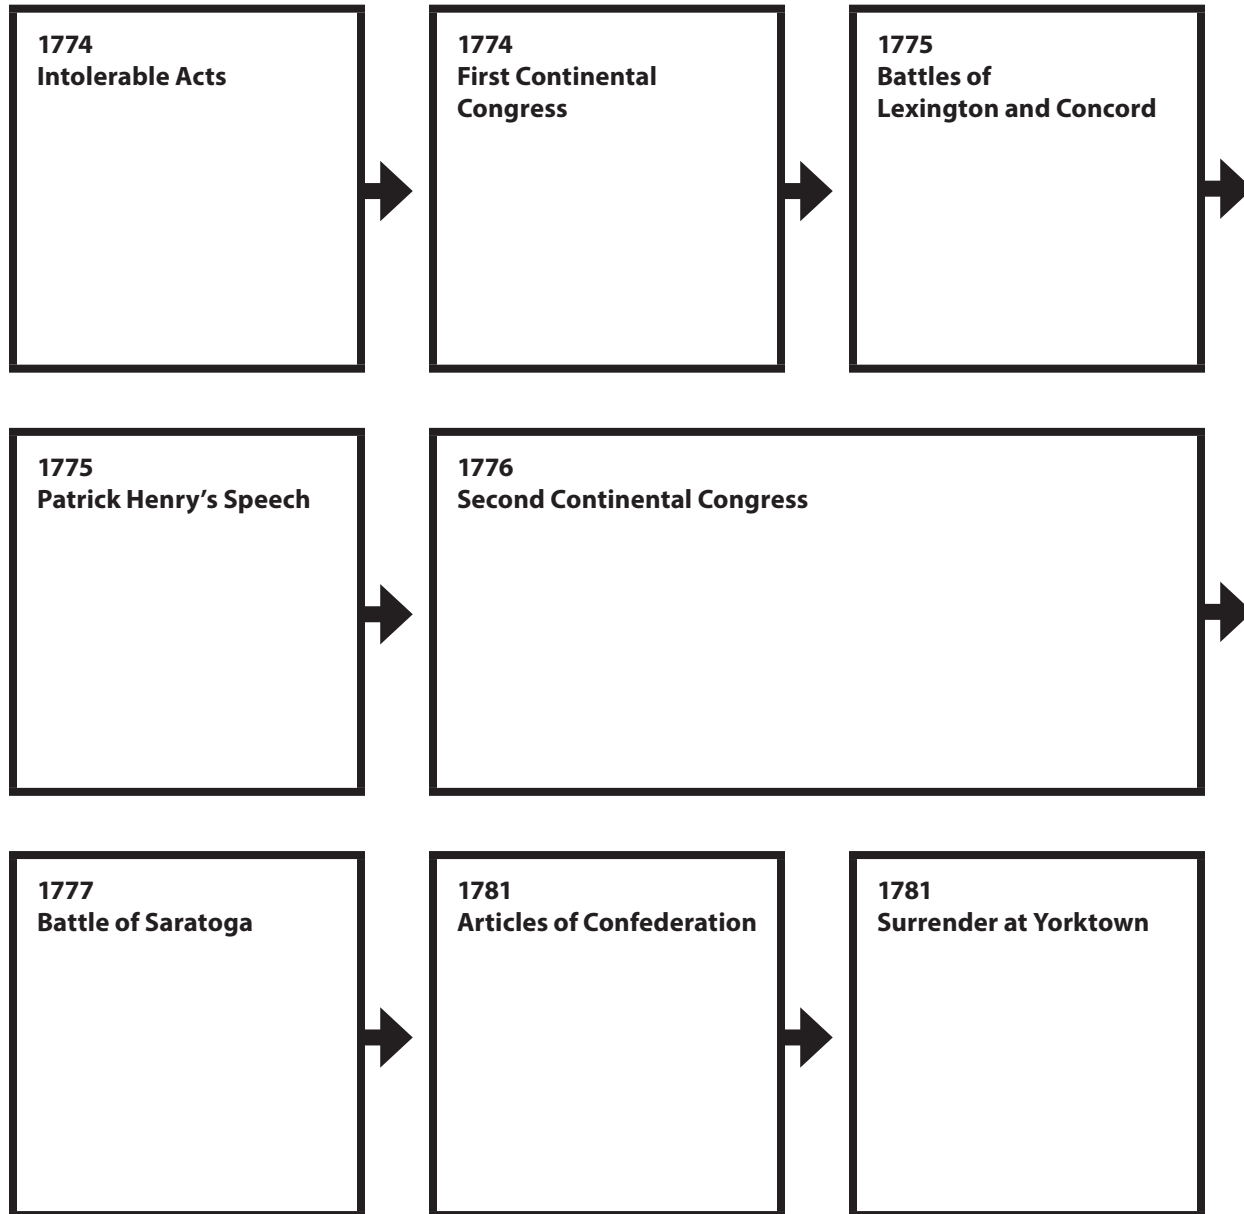 1774
Intolerable Acts
1774
First Continental
Congress
1775
Battles of
Lexington and Concord
1775
Patrick Henry’s Speech
1776
Second Continental Congress
1777
Battle of Saratoga
1781
Articles of Confederation
1781
Surrender at Yorktown